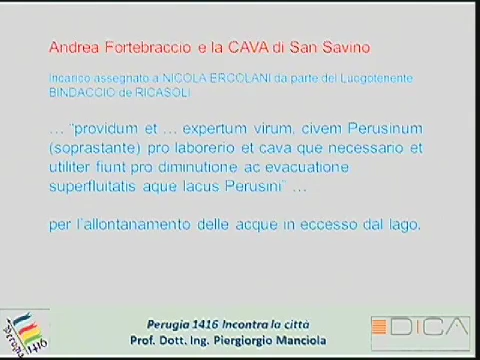 Andrea Fortebraccio e la CAVA di San Savino
Incarico assegnato a NICOLA ERCOLANI da parte del Luogotenente
BINDACCIO de RICASOLI
… “providum et … expertum virum, civem Perusinum
(soprastante) pro laborerio et cava que necessario et
utiliter fiunt pro diminutione ac evacuatione
superfluitatis aque lacus Perusini” …
per l’allontanamento delle acque in eccesso dal lago.
Perugia 1416 Incontra la città
Prof. Dott. Ing. Piergiorgio Manciola
Perugia 1416
DICA